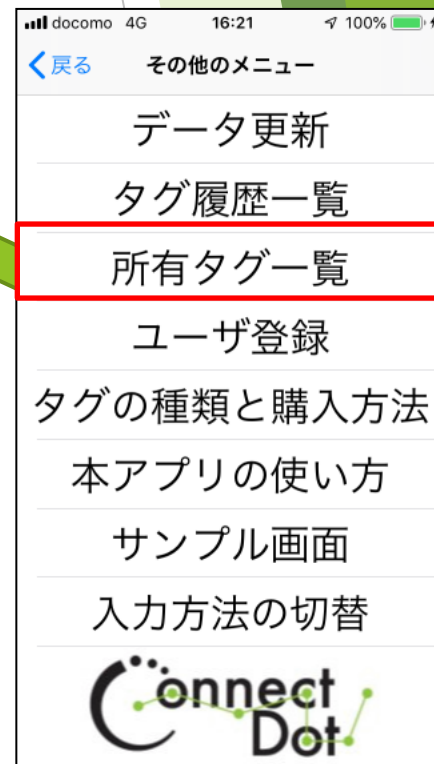 docomo 4G 16:21 100%
戻る その他のメニュー
データ更新
タグ履歴一覧
所有タグ一覧
ユーザ登録
タグの種類と購入方法
本アプリの使い方
サンプル画面
入力方法の切替
Connect
Dot